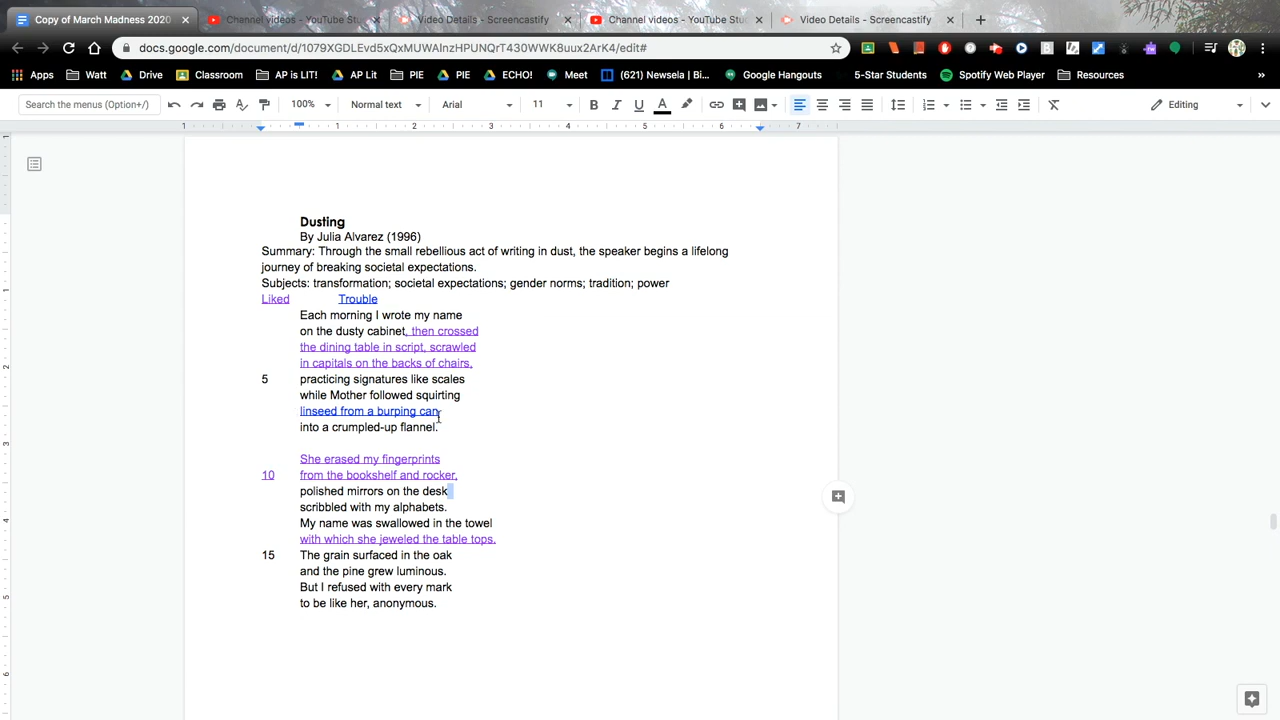 Copy of March Madness 2020
Channel videos - YouTube Stu
Video Details - Screencastify
Channel videos - YouTube Stu
Video Details - Screencastify
docs.google.com/document/d/1079XGDLEvd5xQxMUWAlnzHPUNQrT430WWK8uux2ArK4/edit#
Apps Watt Drive Classroom AP is LIT! AP Lit PIE PIE ECHO! Meet (621) Newsela | Bi... Google Hangouts 5-Star Students Spotify Web Player Resources »
Search the menus (Option+/) 100% Normal text Arial 11 B I U A Editing
1 1 2 3 4 5 6 7
Dusting
By Julia Alvarez (1996)
Summary: Through the small rebellious act of writing in dust, the speaker begins a lifelong
journey of breaking societal expectations.
Subjects: transformation; societal expectations; gender norms; tradition; power
Liked Trouble
Each morning I wrote my name
on the dusty cabinet, then crossed
the dining table in script, scrawled
in capitals on the backs of chairs,
5 practicing signatures like scales
while Mother followed squirting
linseed from a burping can
into a crumpled-up flannel.
She erased my fingerprints
10 from the bookshelf and rocker,
polished mirrors on the desk
scribbled with my alphabets.
My name was swallowed in the towel
with which she jeweled the table tops.
15 The grain surfaced in the oak
and the pine grew luminous.
But I refused with every mark
to be like her, anonymous.